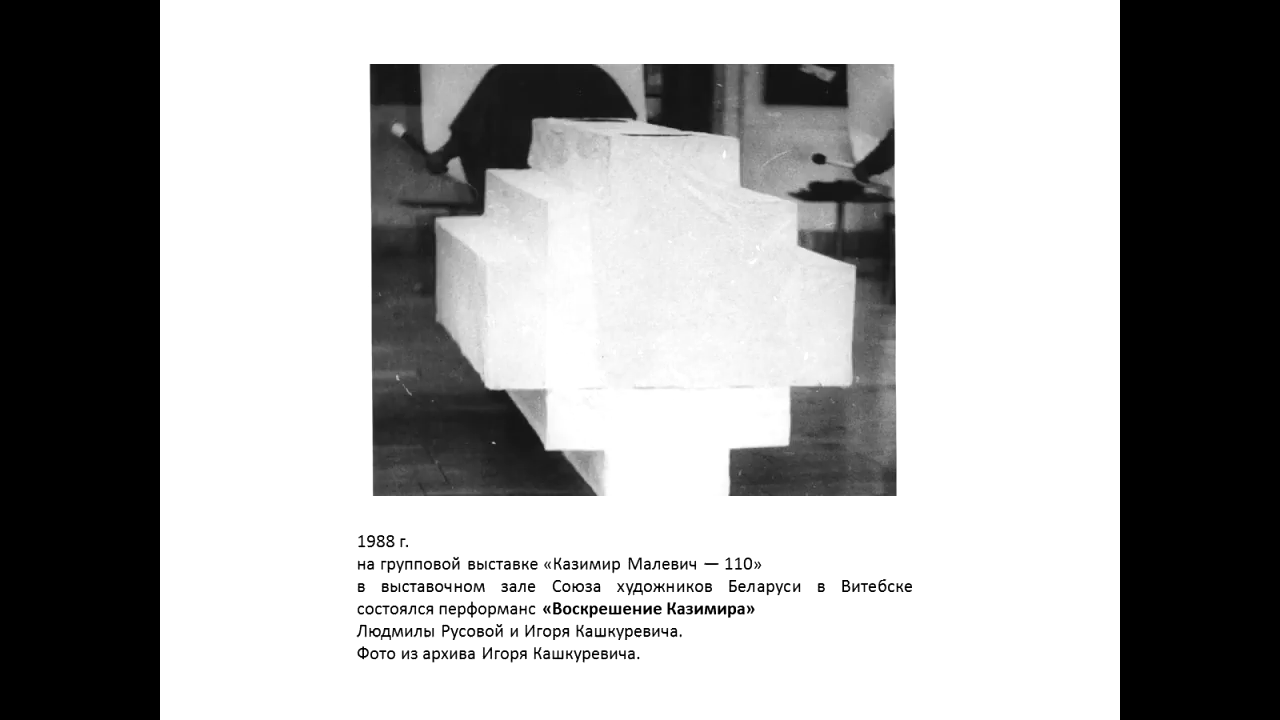 1988 г.
на групповой выставке «Казимир Малевич — 110»
в выставочном зале Союза художников Беларуси в Витебске
состоялся перформанс «Воскрешение Казимира»
Людмилы Русовой и Игоря Кашкуревича.
Фото из архива Игоря Кашкуревича.